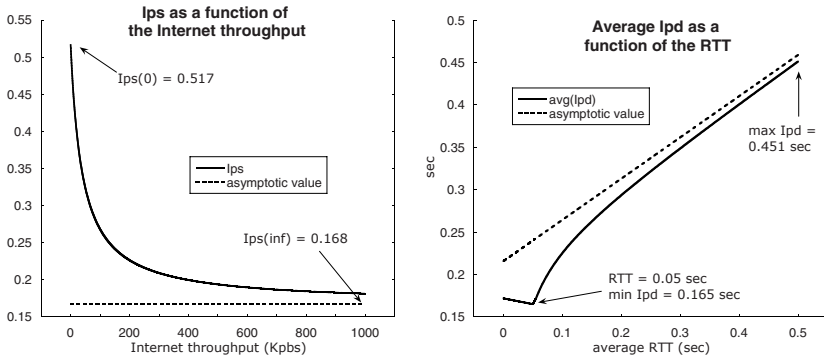 Ips as a function of
the Internet throughput
0.55
0.5
0.45
0.4
0.35
0.3
0.25
0.2
0.15
Ips(0) = 0.517
Ips
asymptotic value
Ips(inf) = 0.168
0 200 400 600 800 1000
Internet throughput (Kpbs)
Average Ipd as a
function of the RTT
0.5
0.45
0.4
0.35
0.3
0.25
0.2
0.15
sec
avg(Ipd)
asymptotic value
max Ipd =
0.451 sec
RTT = 0.05 sec
min Ipd = 0.165 sec
0 0.1 0.2 0.3 0.4 0.5
average RTT (sec)